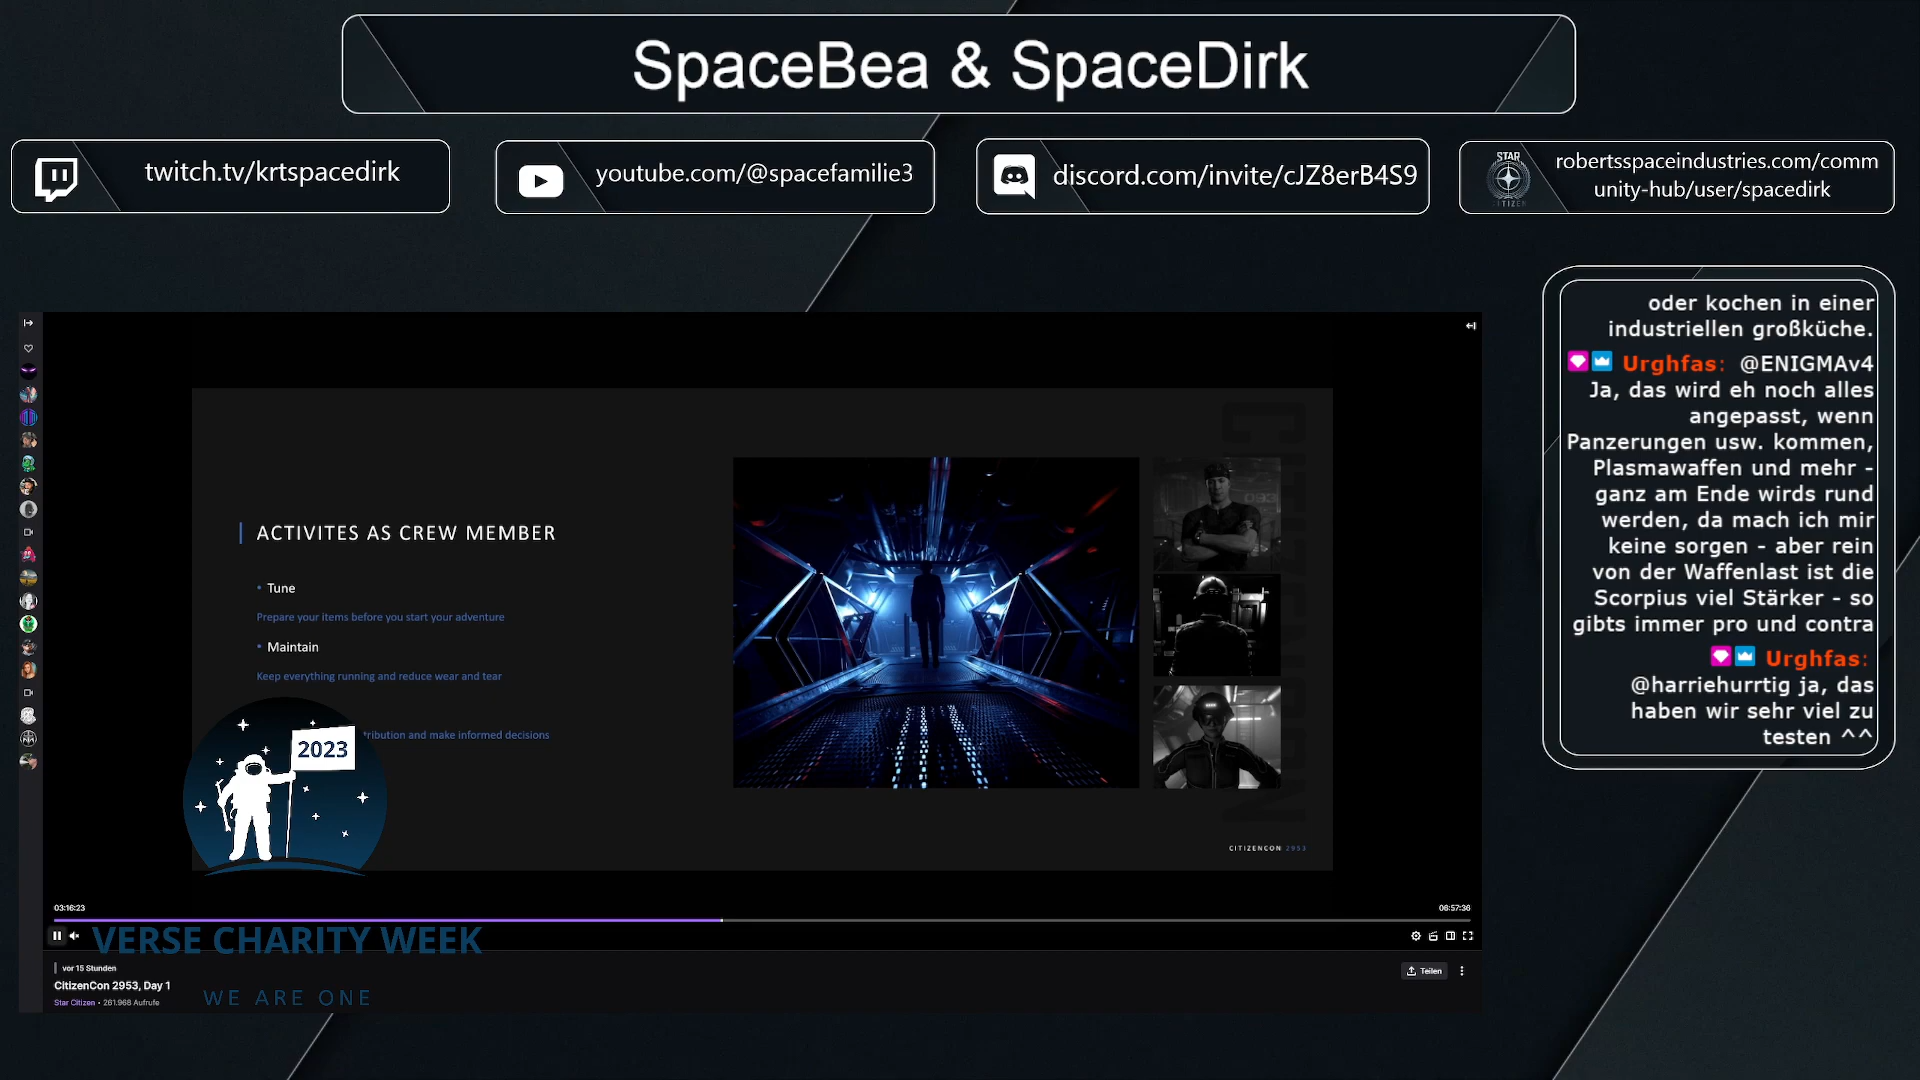 SpaceBea & SpaceDirk
twitch.tv/krtspacedirk
youtube.com/@spacefamilie3
discord.com/invite/cJZ8erB4S9
STAR
CITIZEN
robertsspaceindustries.com/comm
unity-hub/user/spacedirk
oder kochen in einer
industriellen großküche.
Urghfas: @ENIGMAv4
Ja, das wird eh noch alles
angepasst, wenn
Panzerungen usw. kommen,
Plasmawaffen und mehr -
ganz am Ende wirds rund
werden, da mach ich mir
keine sorgen - aber rein
von der Waffenlast ist die
Scorpius viel Stärker - so
gibts immer pro und contra
Urghfas:
@harriehurrtig ja, das
haben wir sehr viel zu
testen ^^
ACTIVITES AS CREW MEMBER
• Tune
Prepare your items before you start your adventure
• Maintain
Keep everything running and reduce wear and tear
tribution and make informed decisions
2023
CITIZENCON
CITIZENCON 2953
03:16:23
06:57:36
VERSE CHARITY WEEK
vor 15 Stunden
CitizenCon 2953, Day 1
Star Citizen • 261.968 Aufrufe
WE ARE ONE
Teilen